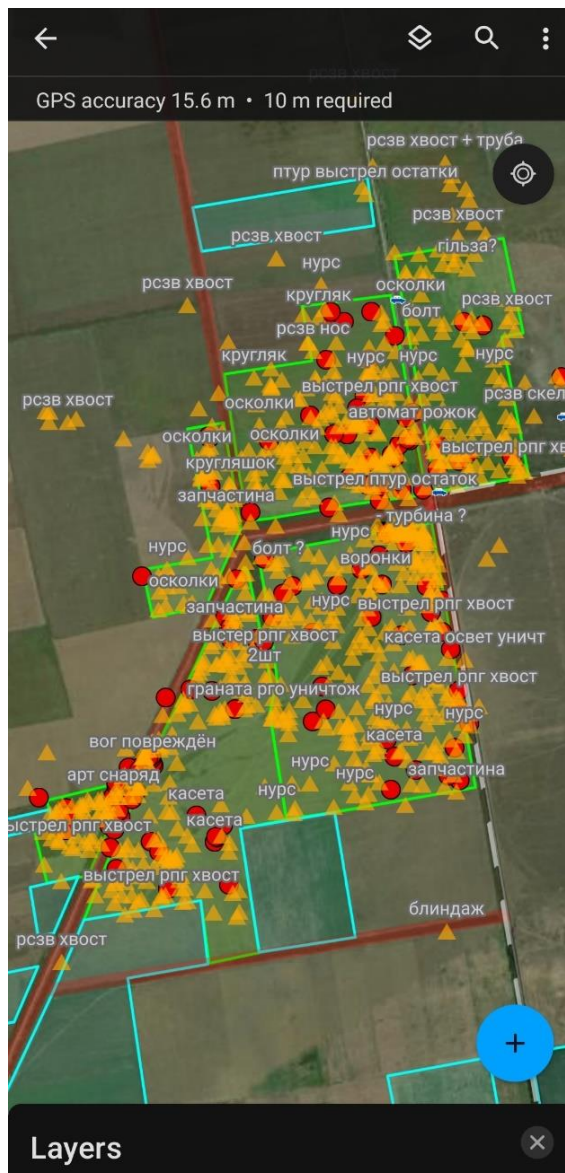 рсзв хвост
GPS accuracy 15.6 m • 10 m required
рсзв хвост + труба
птур выстрел остатки
рсзв хвост
рсзв хвост
гільза?
нурс
рсзв хвост
осколки
кругляк
болт
рсзв хвост
рсзв нос
кругляк
нурс
нурс
нурс
выстрел рпг хвост
рсзв скел
рсзв хвост
осколки
автомат рожок
осколки
осколки
выстрел рпг хв
кругляшок
выстрел птур остаток
запчастина
- турбина ?
нурс
нурс
болт ?
воронки
осколки
запчастина
нурс
выстрел рпг хвост
выстер рпг хвост
2шт
касета освет уничт
выстрел рпг хвост
граната рго уничтож
нурс
нурс
вог повреждён
касета
арт снаряд
нурс
нурс
запчастина
касета
нурс
ыстрел рпг хвост
касета
выстрел рпг хвост
блиндаж
рсзв хвост
+
Layers